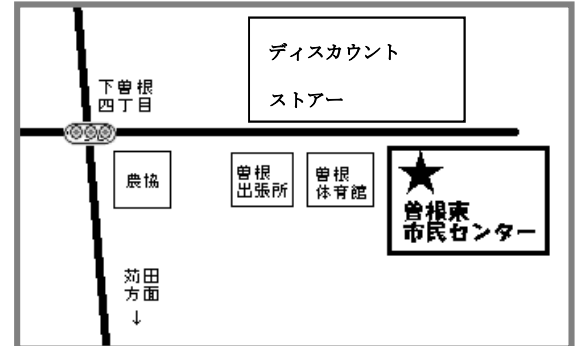 ディスカウント
ストアー
下曽根
四丁目
農協
曽根
出張所
曽根
体育館
★
曽根東
市民センター
苅田
方面
↓